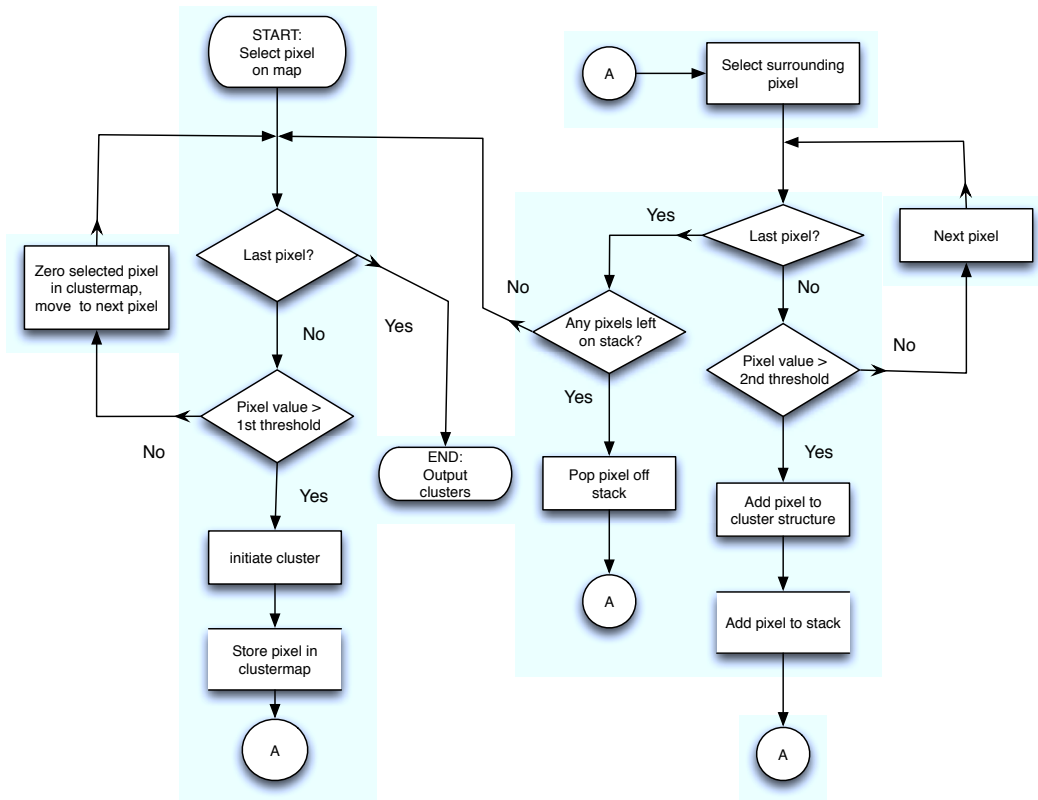 START:
Select pixel
on map
Last pixel?
Yes
No
Zero selected pixel
in clustermap,
move to next pixel
Pixel value >
1st threshold
No
Yes
END:
Output
clusters
initiate cluster
Store pixel in
clustermap
A
A
Select surrounding
pixel
Last pixel?
Yes
No
Next pixel
Any pixels left
on stack?
No
Yes
Pixel value >
2nd threshold
No
Yes
Pop pixel off
stack
A
Add pixel to
cluster structure
Add pixel to stack
A